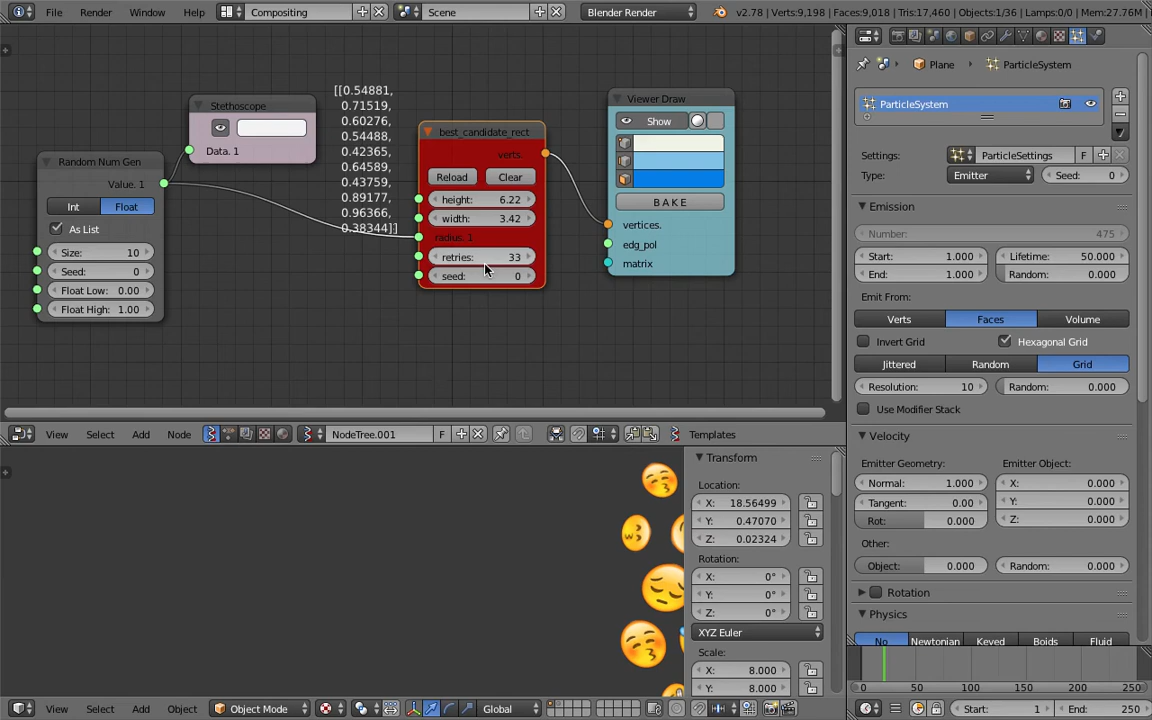 File Render Window Help Compositing Scene Blender Render v2.78 | Verts:9,198 | Faces:9,018 | Tris:17,460 | Objects:1/36 | Lamps:0/0 | Mem:27.76M
Stethoscope
Data. 1
[[0.54881,
0.71519,
0.60276,
0.54488,
0.42365,
0.64589,
0.43759,
0.89177,
0.96366,
0.38344]]
Random Num Gen
Value. 1
Int Float
As List
Size: 10
Seed: 0
Float Low: 0.00
Float High: 1.00
best_candidate_rect
verts
Reload Clear
height: 6.22
width: 3.42
radius. 1
retries: 33
seed: 0
Viewer Draw
Show
BAKE
vertices.
edg_pol
matrix
View Select Add Node NodeTree.001 F Templates
Transform
Location:
X: 18.56499
Y: 0.47070
Z: 0.02324
Rotation:
X: 0°
Y: 0°
Z: 0°
XYZ Euler
Scale:
X: 8.000
Y: 8.000
View Select Add Object Object Mode Global
Plane ParticleSystem
ParticleSystem
Settings: ParticleSettings F
Type: Emitter Seed: 0
Emission
Number: 475
Start: 1.000 Lifetime: 50.000
End: 1.000 Random: 0.000
Emit From:
Verts Faces Volume
Invert Grid Hexagonal Grid
Jittered Random Grid
Resolution: 10 Random: 0.000
Use Modifier Stack
Velocity
Emitter Geometry: Emitter Object:
Normal: 1.000 X: 0.000
Tangent: 0.00 Y: 0.000
Rot: 0.000 Z: 0.000
Other:
Object: 0.000 Random: 0.000
Rotation
Physics
No Newtonian Keyed Boids Fluid
0 50 100 150 200 250
Start: 1 End: 250